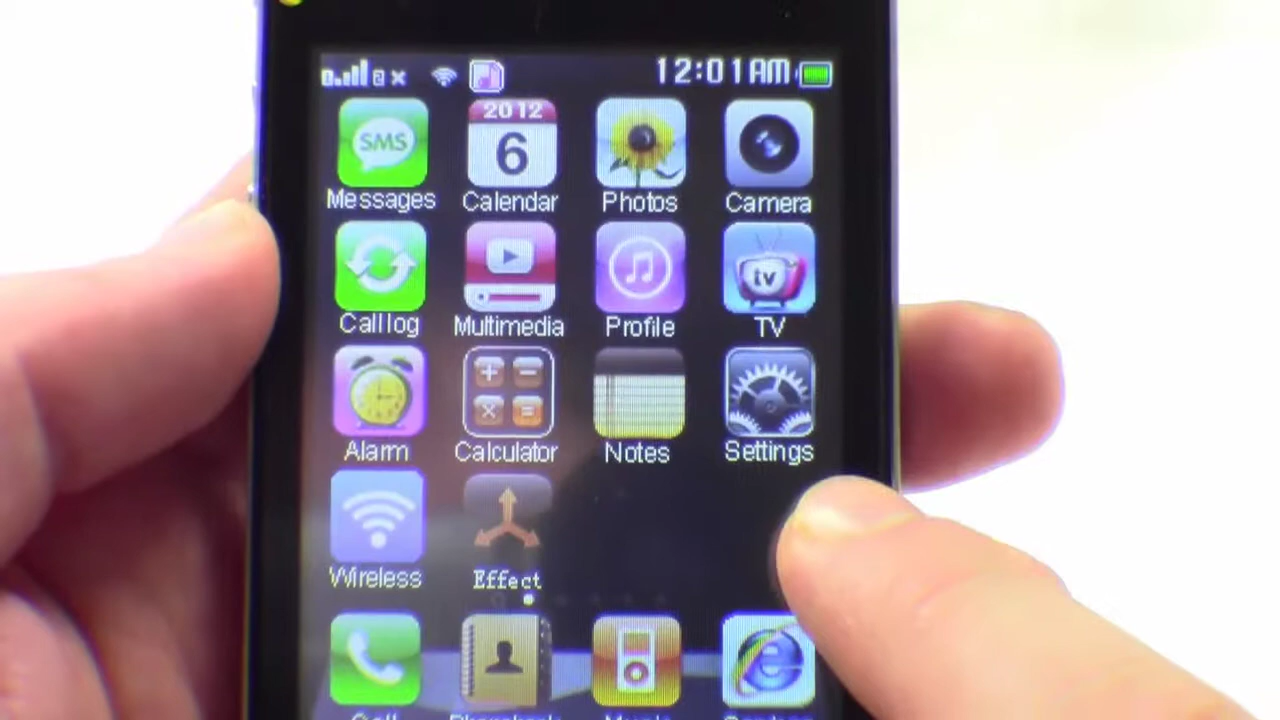 12:01AM
SMS
2012
6
Messages Calendar Photos Camera
tv
Call log Multimedia Profile TV
Alarm Calculator Notes Settings
Wireless Effect